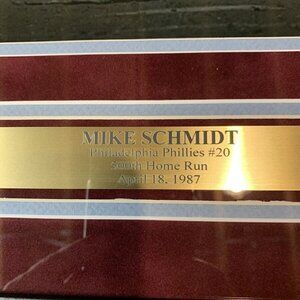 MIKE SCHMIDT
Philadelphia Phillies #20
500th Home Run
April 18, 1987